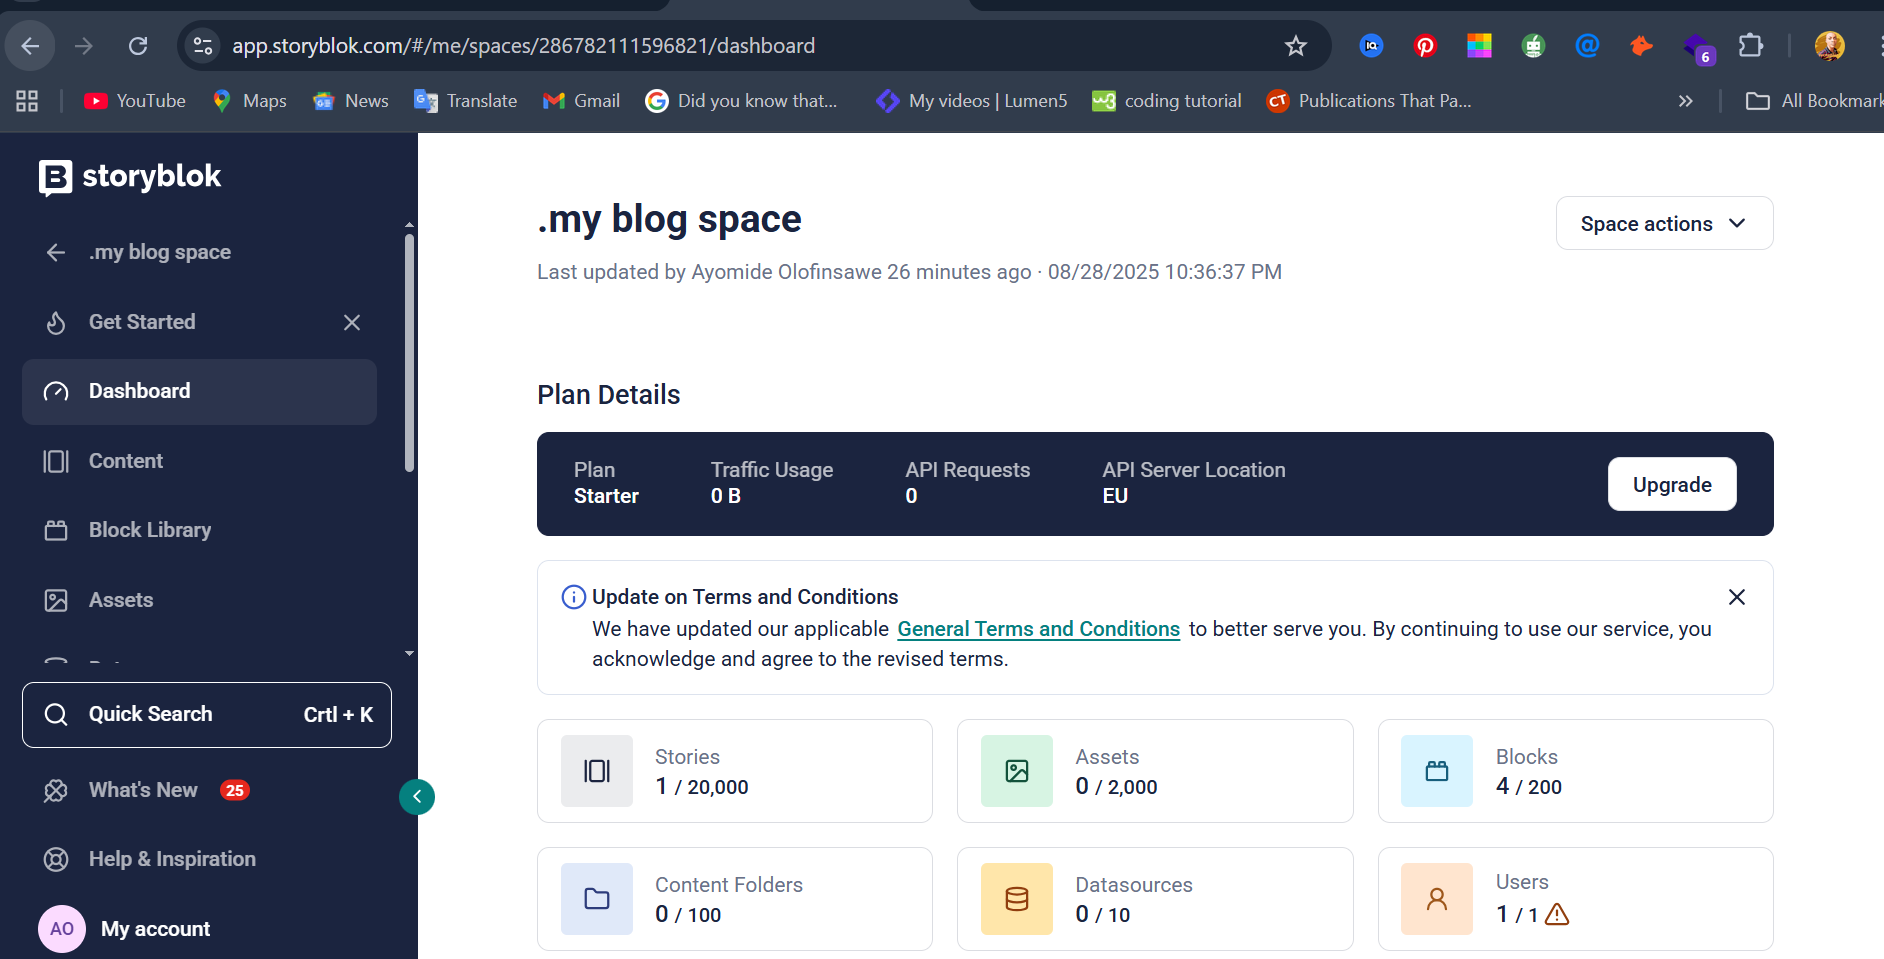 app.storyblok.com/#/me/spaces/286782111596821/dashboard
IQ
6
YouTube
Maps
News
Translate
Gmail
Did you know that...
My videos | Lumen5
coding tutorial
CT
Publications That Pa...
»
All Bookmark
B storyblok
.my blog space
Get Started
Dashboard
Content
Block Library
Assets
Quick Search Crtl + K
What's New 25
Help & Inspiration
AO My account
.my blog space
Space actions
Last updated by Ayomide Olofinsawe 26 minutes ago · 08/28/2025 10:36:37 PM
Plan Details
Plan Traffic Usage API Requests API Server Location
Starter 0 B 0 EU
Upgrade
Update on Terms and Conditions
We have updated our applicable General Terms and Conditions to better serve you. By continuing to use our service, you
acknowledge and agree to the revised terms.
Stories
1 / 20,000
Assets
0 / 2,000
Blocks
4 / 200
Content Folders
0 / 100
Datasources
0 / 10
Users
1 / 1